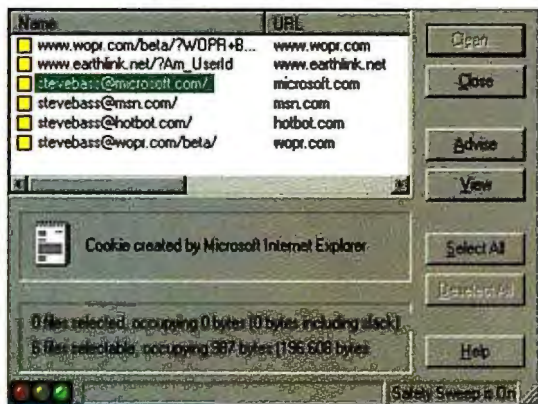 Name URL
www.wopr.com/beta/?WOPR+B... www.wopr.com
www.earthlink.net/?Am_UserId www.earthlink.net
stevebass@microsoft.com/ microsoft.com
stevebass@msn.com/ msn.com
stevebass@hotbot.com/ hotbot.com
stevebass@wopr.com/beta/ wopr.com
Clean
Close
Advise
View
Cookie created by Microsoft Internet Explorer
Select All
Deselect All
0 files selected, occupying 0 bytes [0 bytes including slack]
6 files selectable, occupying 987 bytes [196,608 bytes
Help
Safety Sweep is On